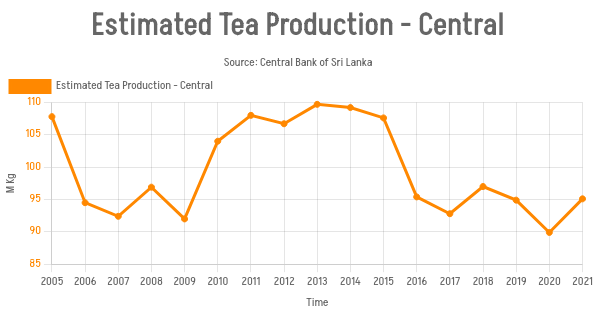 Estimated Tea Production - Central
Source: Central Bank of Sri Lanka
Estimated Tea Production - Central
110
105
100
95
90
85
M Kg
2005 2006 2007 2008 2009 2010 2011 2012 2013 2014 2015 2016 2017 2018 2019 2020 2021
Time